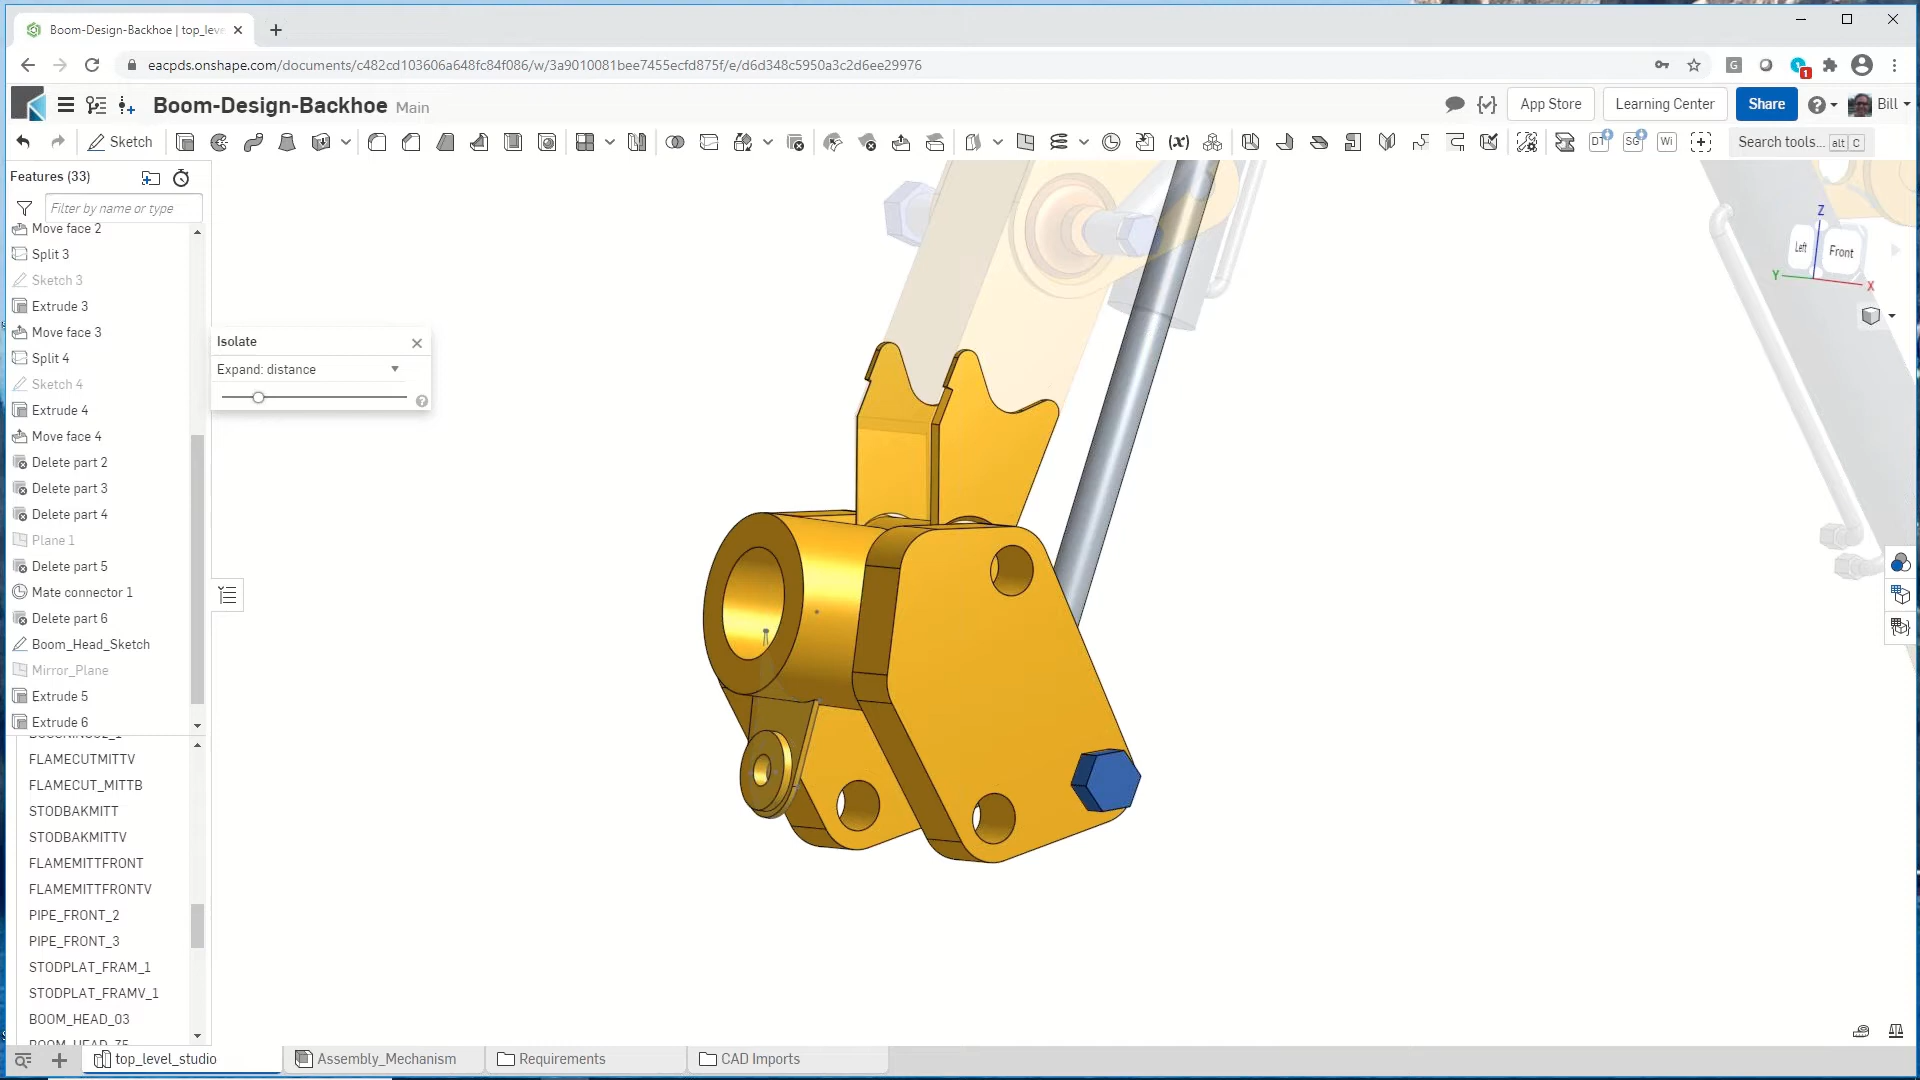 Boom-Design-Backhoe | top_leve
eacpds.onshape.com/documents/c482cd103606a648fc84f086/w/3a9010081bee7455ecfd875f/e/d6d348c5950a3c2d6ee29976
G
1
Boom-Design-Backhoe Main
App Store
Learning Center
Share
Bill
Sketch
(x)
DT
SG
Wi
Search tools... alt C
Features (33)
Filter by name or type
Move face 2
Split 3
Sketch 3
Extrude 3
Move face 3
Split 4
Sketch 4
Extrude 4
Move face 4
Delete part 2
Delete part 3
Delete part 4
Plane 1
Delete part 5
Mate connector 1
Delete part 6
Boom_Head_Sketch
Mirror_Plane
Extrude 5
Extrude 6
FLAMECUTMITTV
FLAMECUT_MITTB
STODBAKMITT
STODBAKMITTV
FLAMEMITTFRONT
FLAMEMITTFRONTV
PIPE_FRONT_2
PIPE_FRONT_3
STODPLAT_FRAM_1
STODPLAT_FRAMV_1
BOOM_HEAD_03
Isolate
Expand: distance
Z
Left
Front
Y
X
top_level_studio
Assembly_Mechanism
Requirements
CAD Imports